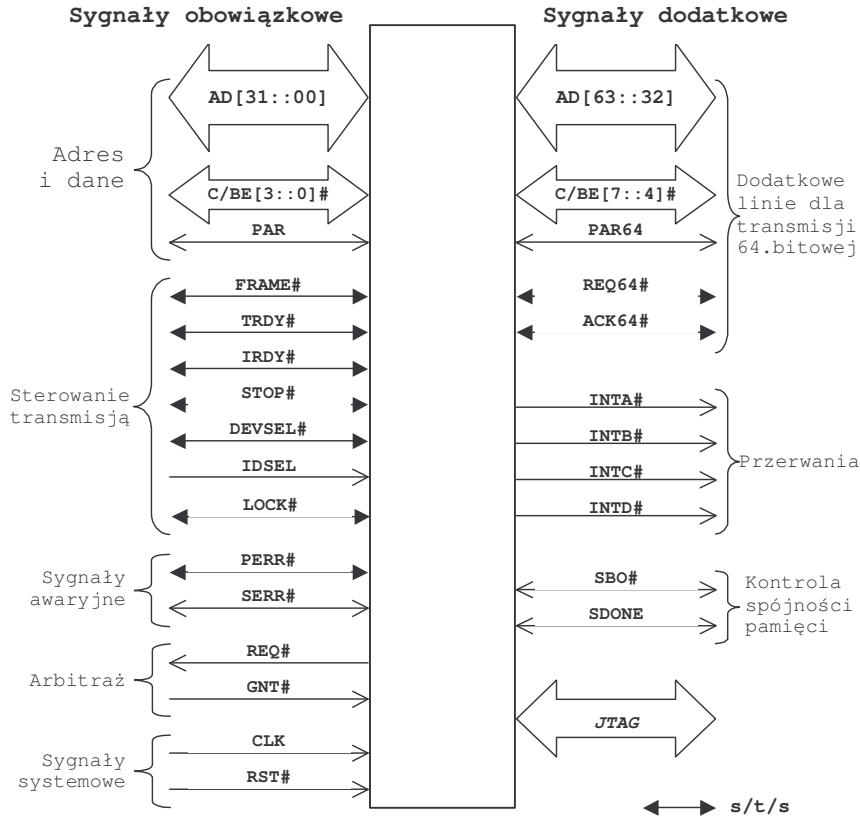 Sygnały obowiązkowe
Sygnały dodatkowe
Adres
i dane
AD[31::00]
C/BE[3::0]#
PAR
Sterowanie
transmisją
FRAME#
TRDY#
IRDY#
STOP#
DEVSEL#
IDSEL
LOCK#
Sygnały
awaryjne
PERR#
SERR#
Arbitraż
REQ#
GNT#
Sygnały
systemowe
CLK
RST#
AD[63::32]
C/BE[7::4]#
PAR64
REQ64#
ACK64#
Dodatkowe
linie dla
transmisji
64.bitowej
INTA#
INTB#
INTC#
INTD#
Przerwania
SBO#
SDONE
Kontrola
spójności
pamięci
JTAG
s/t/s